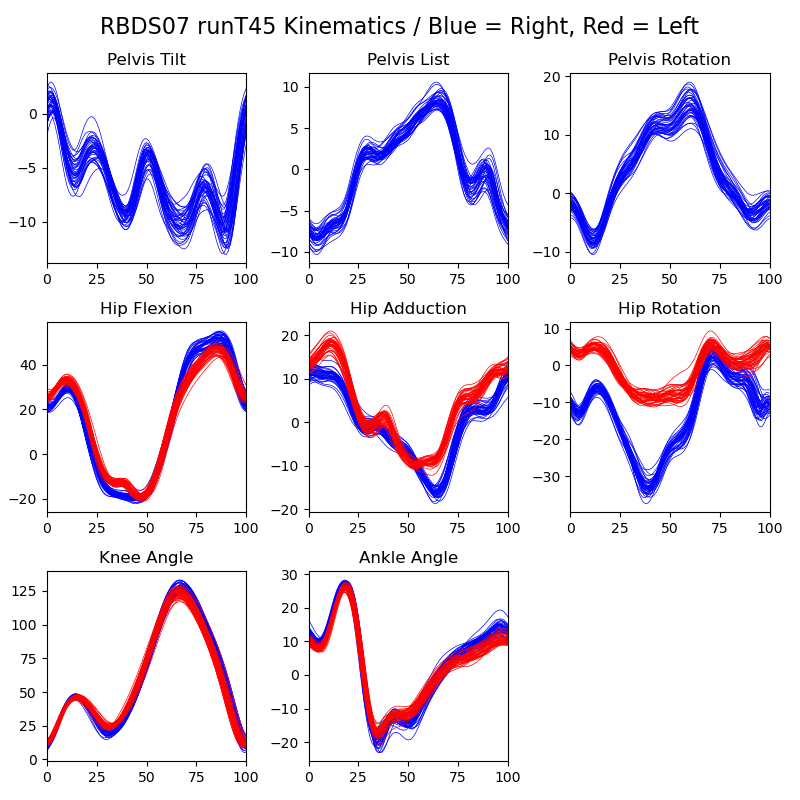 RBDS07 runT45 Kinematics / Blue = Right, Red = Left
Pelvis Tilt
Pelvis List
Pelvis Rotation
0
−5
−10
0 25 50 75 100
10
5
0
−5
−10
0 25 50 75 100
20
10
0
−10
0 25 50 75 100
Hip Flexion
Hip Adduction
Hip Rotation
40
20
0
−20
0 25 50 75 100
20
10
0
−10
−20
0 25 50 75 100
10
0
−10
−20
−30
0 25 50 75 100
Knee Angle
Ankle Angle
125
100
75
50
25
0
0 25 50 75 100
30
20
10
0
−10
−20
0 25 50 75 100